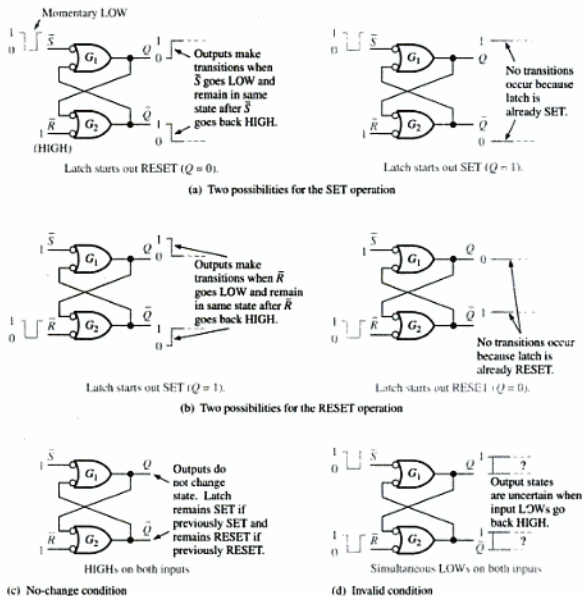 Momentary LOW
1
0
S̅
G1
Q
1
0
Outputs make
transitions when
S̅ goes LOW and
remain in same
state after S̅
goes back HIGH.
R̅
1
(HIGH)
G2
Q̅
1
0
Latch starts out RESET (Q = 0).
1
0
S̅
G1
1
Q
No transitions
occur because
latch is
already SET.
R̅
1
G2
Q̅
0
Latch starts out SET (Q = 1).
(a) Two possibilities for the SET operation
S̅
1
G1
Q
1
0
Outputs make
transitions when R̅
goes LOW and remain
in same state after R̅
goes back HIGH.
1
0
R̅
G2
Q̅
1
0
Latch starts out SET (Q = 1).
S̅
1
G1
Q
0
1
0
R̅
G2
Q̅
1
No transitions occur
because latch is
already RESET.
Latch starts out RESET (Q = 0).
(b) Two possibilities for the RESET operation
S̅
1
G1
Q
Outputs do
not change
state. Latch
remains SET if
previously SET and
remains RESET if
previously RESET.
R̅
1
G2
Q̅
HIGHs on both inputs
(c) No-change condition
1
0
S̅
G1
Q
1
0
?
Output states
are uncertain when
input LOWs go
back HIGH.
1
0
R̅
G2
Q̅
1
0
?
Simultaneous LOWs on both inputs
(d) Invalid condition